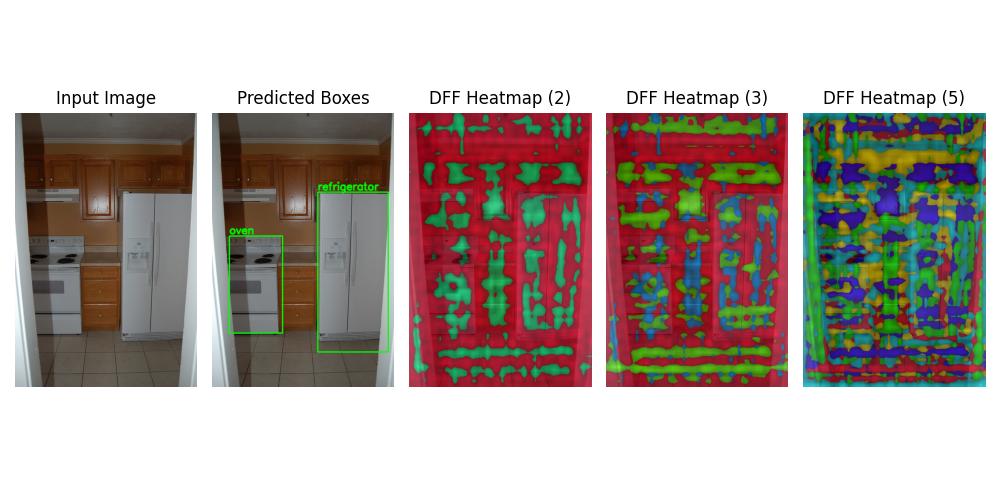 Input Image
Predicted Boxes
DFF Heatmap (2)
DFF Heatmap (3)
DFF Heatmap (5)
refrigerator
oven